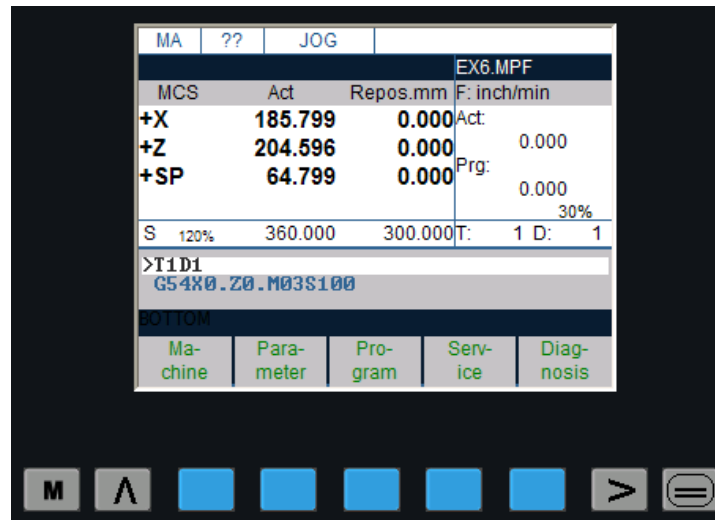 MA ?? JOG
EX6.MPF
MCS Act Repos.mm F: inch/min
+X 185.799 0.000 Act:
0.000
+Z 204.596 0.000
Prg:
+SP 64.799 0.000
0.000
30%
S 120% 360.000 300.000 T: 1 D: 1
>T1D1
G54X0.Z0.M03S100
BOTTOM
Ma- Para- Pro- Serv- Diag-
chine meter gram ice nosis
M Λ >